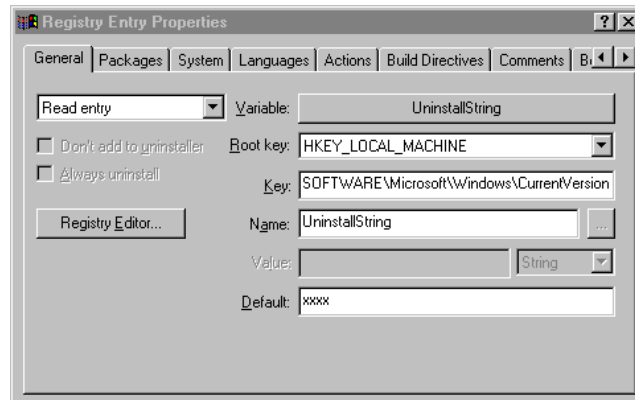 Registry Entry Properties
General Packages System Languages Actions Build Directives Comments
Read entry Variable: UninstallString
Don't add to uninstaller Root key: HKEY_LOCAL_MACHINE
Always uninstall Key: SOFTWARE\Microsoft\Windows\CurrentVersion
Registry Editor... Name: UninstallString ...
Value: String
Default: xxxx